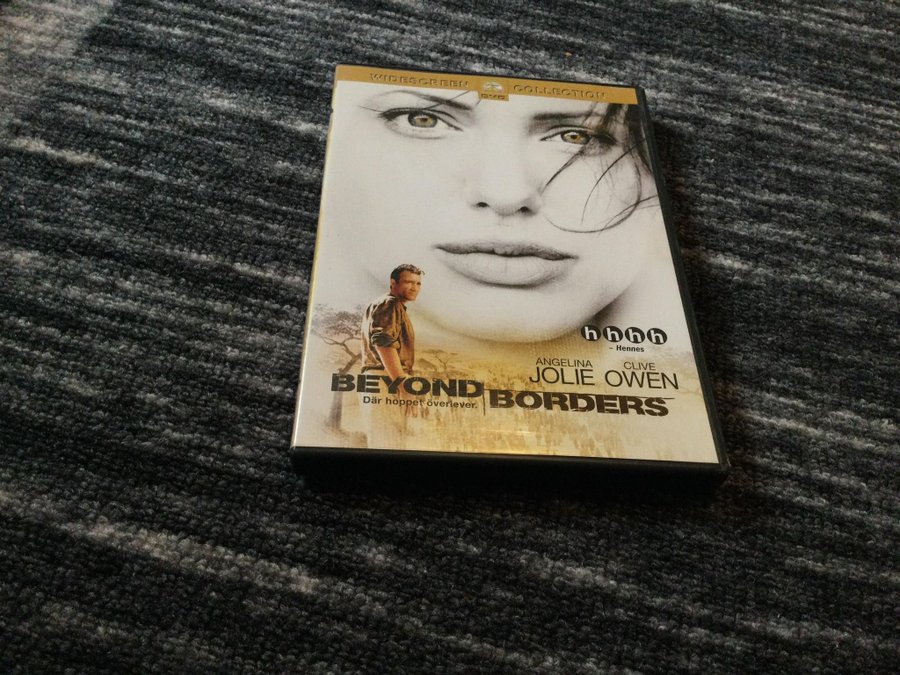 WIDESCREEN DVD COLLECTION
hhhh
- Hennes
ANGELINA JOLIE
CLIVE OWEN
BEYOND BORDERS
Där hoppet överlever.